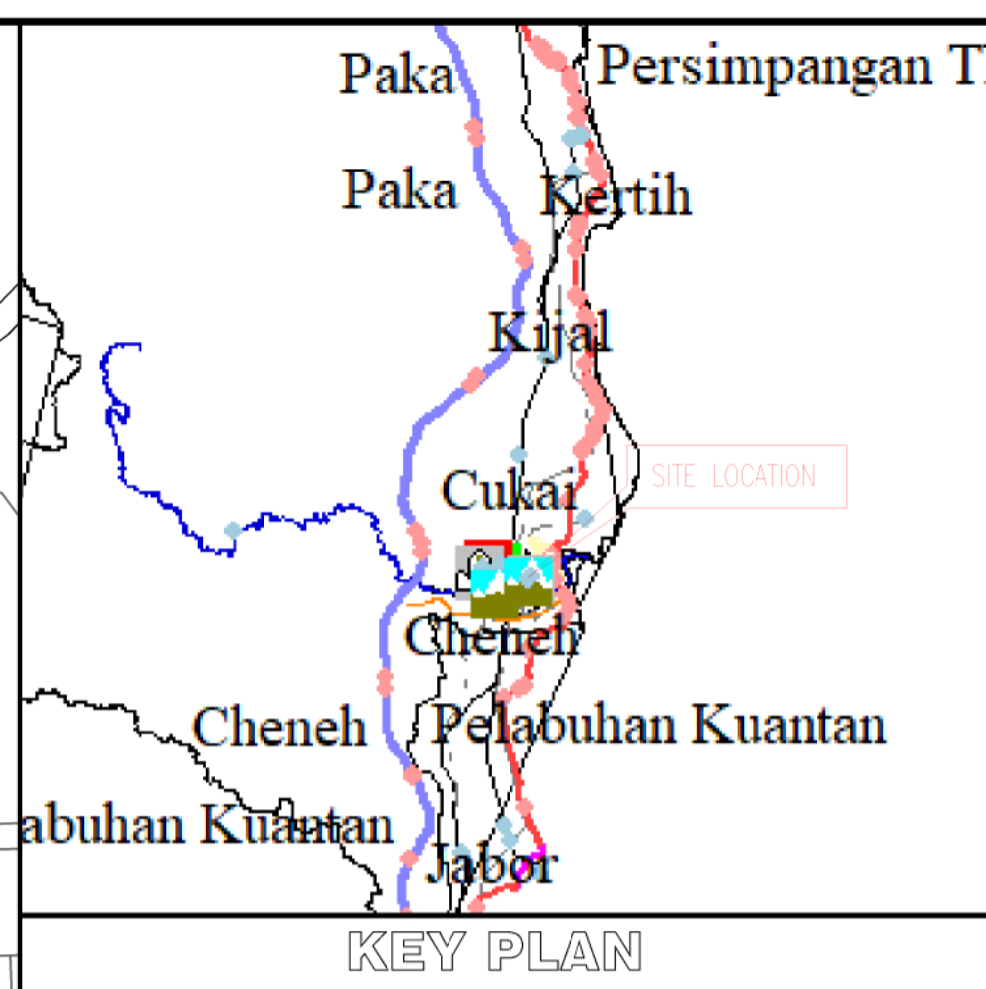 Paka
Persimpangan T
Paka
Kertih
Kijal
SITE LOCATION
Cukai
Cheneh
Cheneh
Pelabuhan Kuantan
abuhan Kuantan
Jabor
KEY PLAN